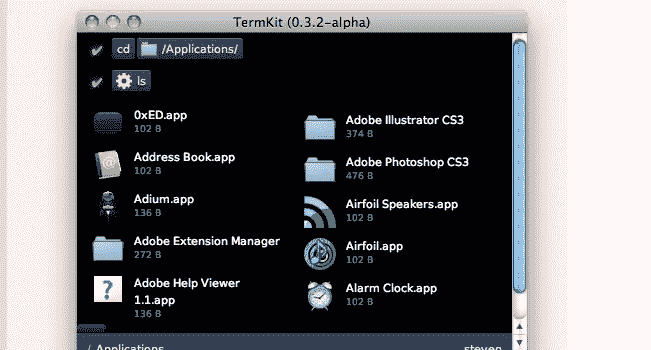 TermKit (0.3.2-alpha)
cd /Applications/
ls
0xED.app
102 B
Adobe Illustrator CS3
374 B
Address Book.app
102 B
Adobe Photoshop CS3
476 B
Adium.app
136 B
Airfoil Speakers.app
102 B
Adobe Extension Manager
272 B
Airfoil.app
102 B
Adobe Help Viewer
1.1.app
136 B
Alarm Clock.app
102 B
/ Applications
steven